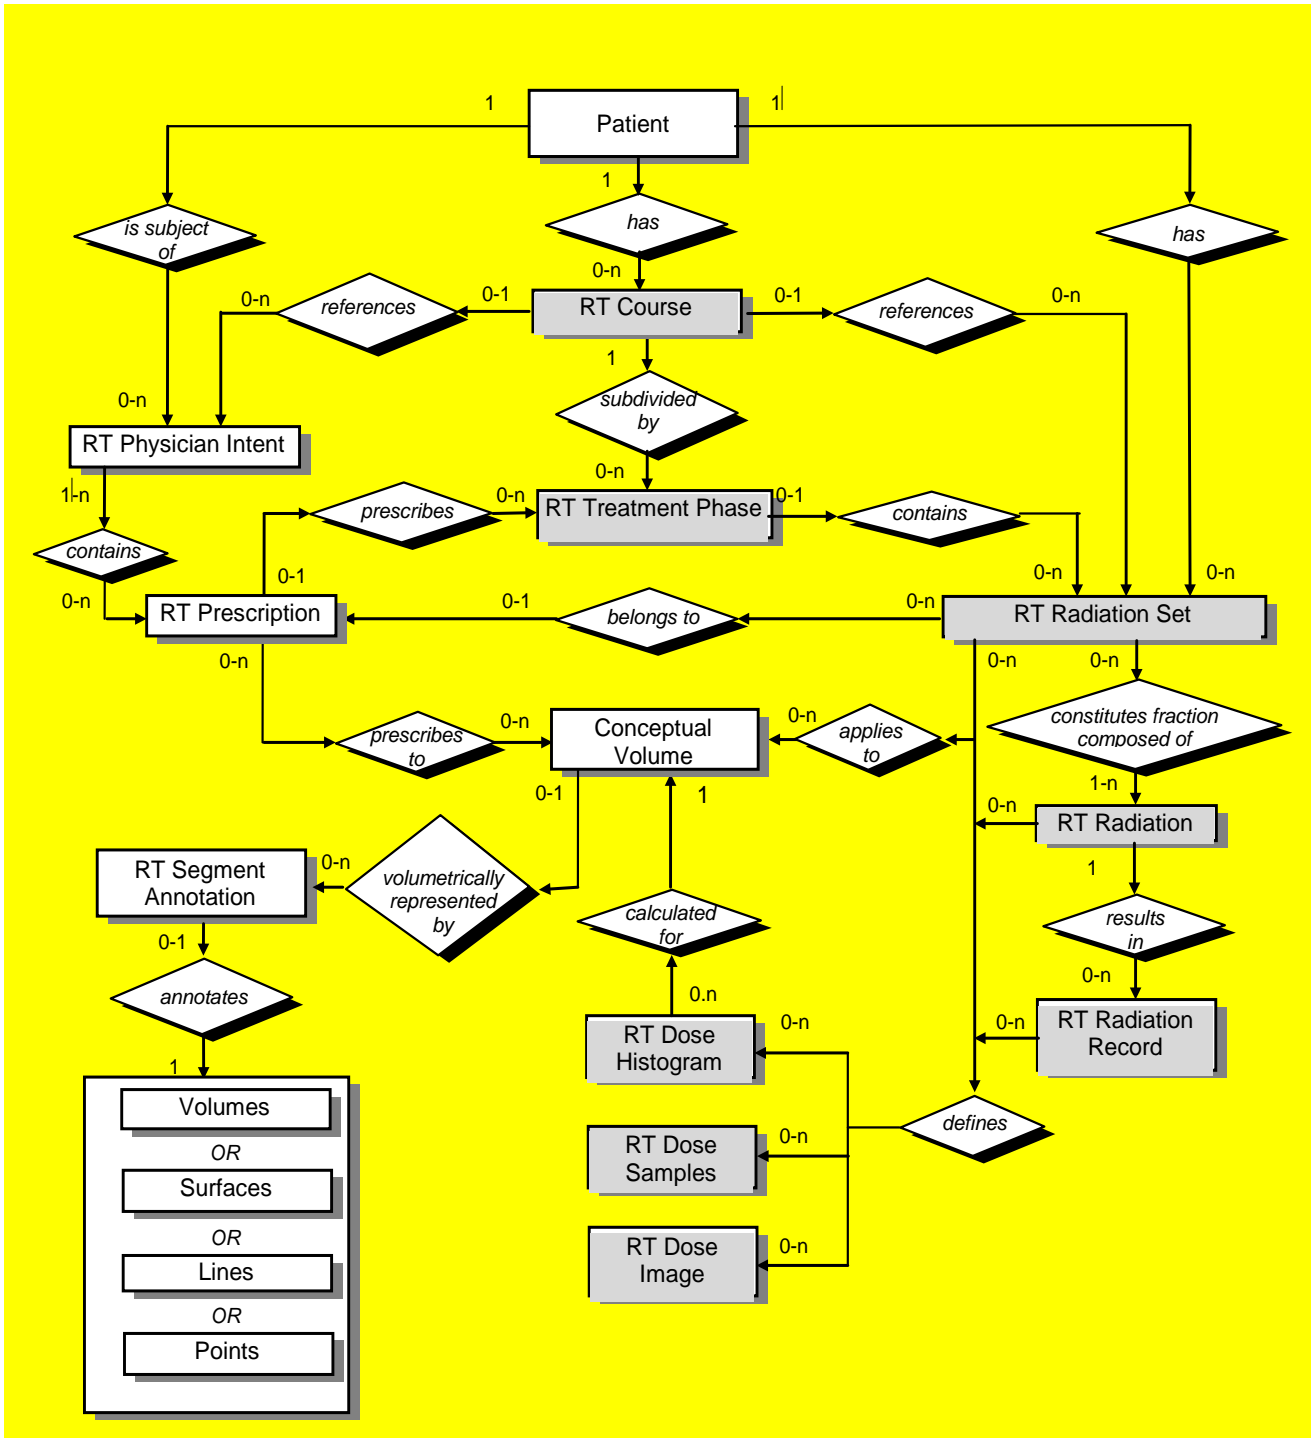 1
Patient
1
1
is subject
of
has
has
0-n
0-n
references
0-1
RT Course
0-1
references
0-n
1
subdivided
by
0-n
RT Physician Intent
1-n
0-n
prescribes
0-n
RT Treatment Phase
0-1
contains
contains
0-1
0-n
0-n
0-n
RT Prescription
0-1
belongs to
0-n
RT Radiation Set
0-n
0-n
0-n
prescribes
to
0-n
Conceptual
Volume
0-n
applies
to
constitutes fraction
composed of
0-1
1
1-n
0-n
RT Radiation
RT Segment
Annotation
0-n
volumetrically
represented
by
calculated
for
1
results
in
0-1
annotates
0.n
0-n
RT Dose
Histogram
0-n
0-n
RT Radiation
Record
1
Volumes
OR
Surfaces
OR
Lines
OR
Points
defines
RT Dose
Samples
0-n
RT Dose
Image
0-n